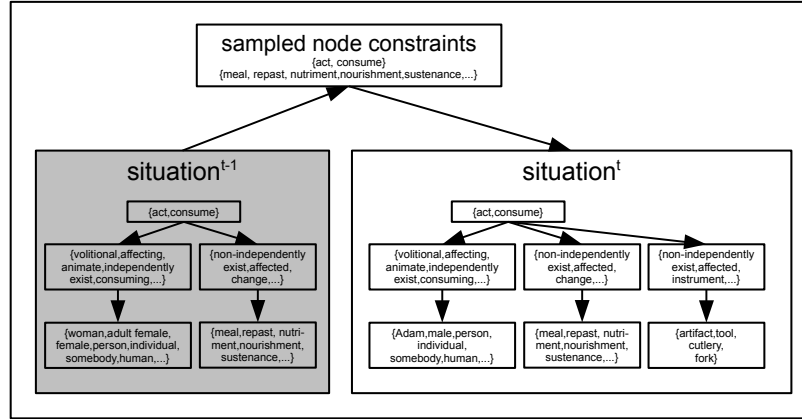 sampled node constraints
{act, consume}
{meal, repast, nutriment,nourishment,sustenance,...}
situation^t-1
{act,consume}
{volitional,affecting,
animate,independently
exist,consuming,...}
{non-independently
exist,affected,
change,...}
{woman,adult female,
female,person,individual,
somebody,human,...}
{meal,repast, nutri-
ment,nourishment,
sustenance,...}
situation^t
{act,consume}
{volitional,affecting,
animate,independently
exist,consuming,...}
{non-independently
exist,affected,
change,...}
{non-independently
exist,affected,
instrument,...}
{Adam,male,person,
individual,
somebody,human,...}
{meal,repast, nutri-
ment,nourishment,
sustenance,...}
{artifact,tool,
cutlery,
fork}